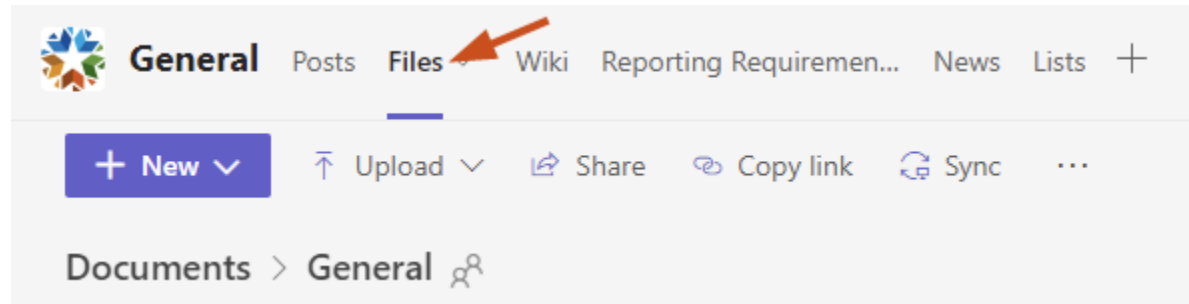 General Posts Files Wiki Reporting Requiremen... News Lists
New Upload Share Copy link Sync ...
Documents > General